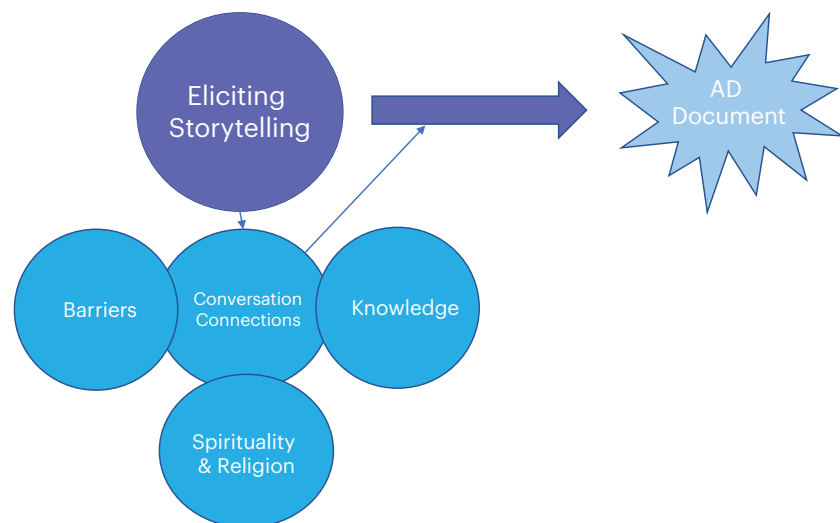 Eliciting
Storytelling
AD
Document
Barriers
Conversation
Connections
Knowledge
Spirituality
& Religion